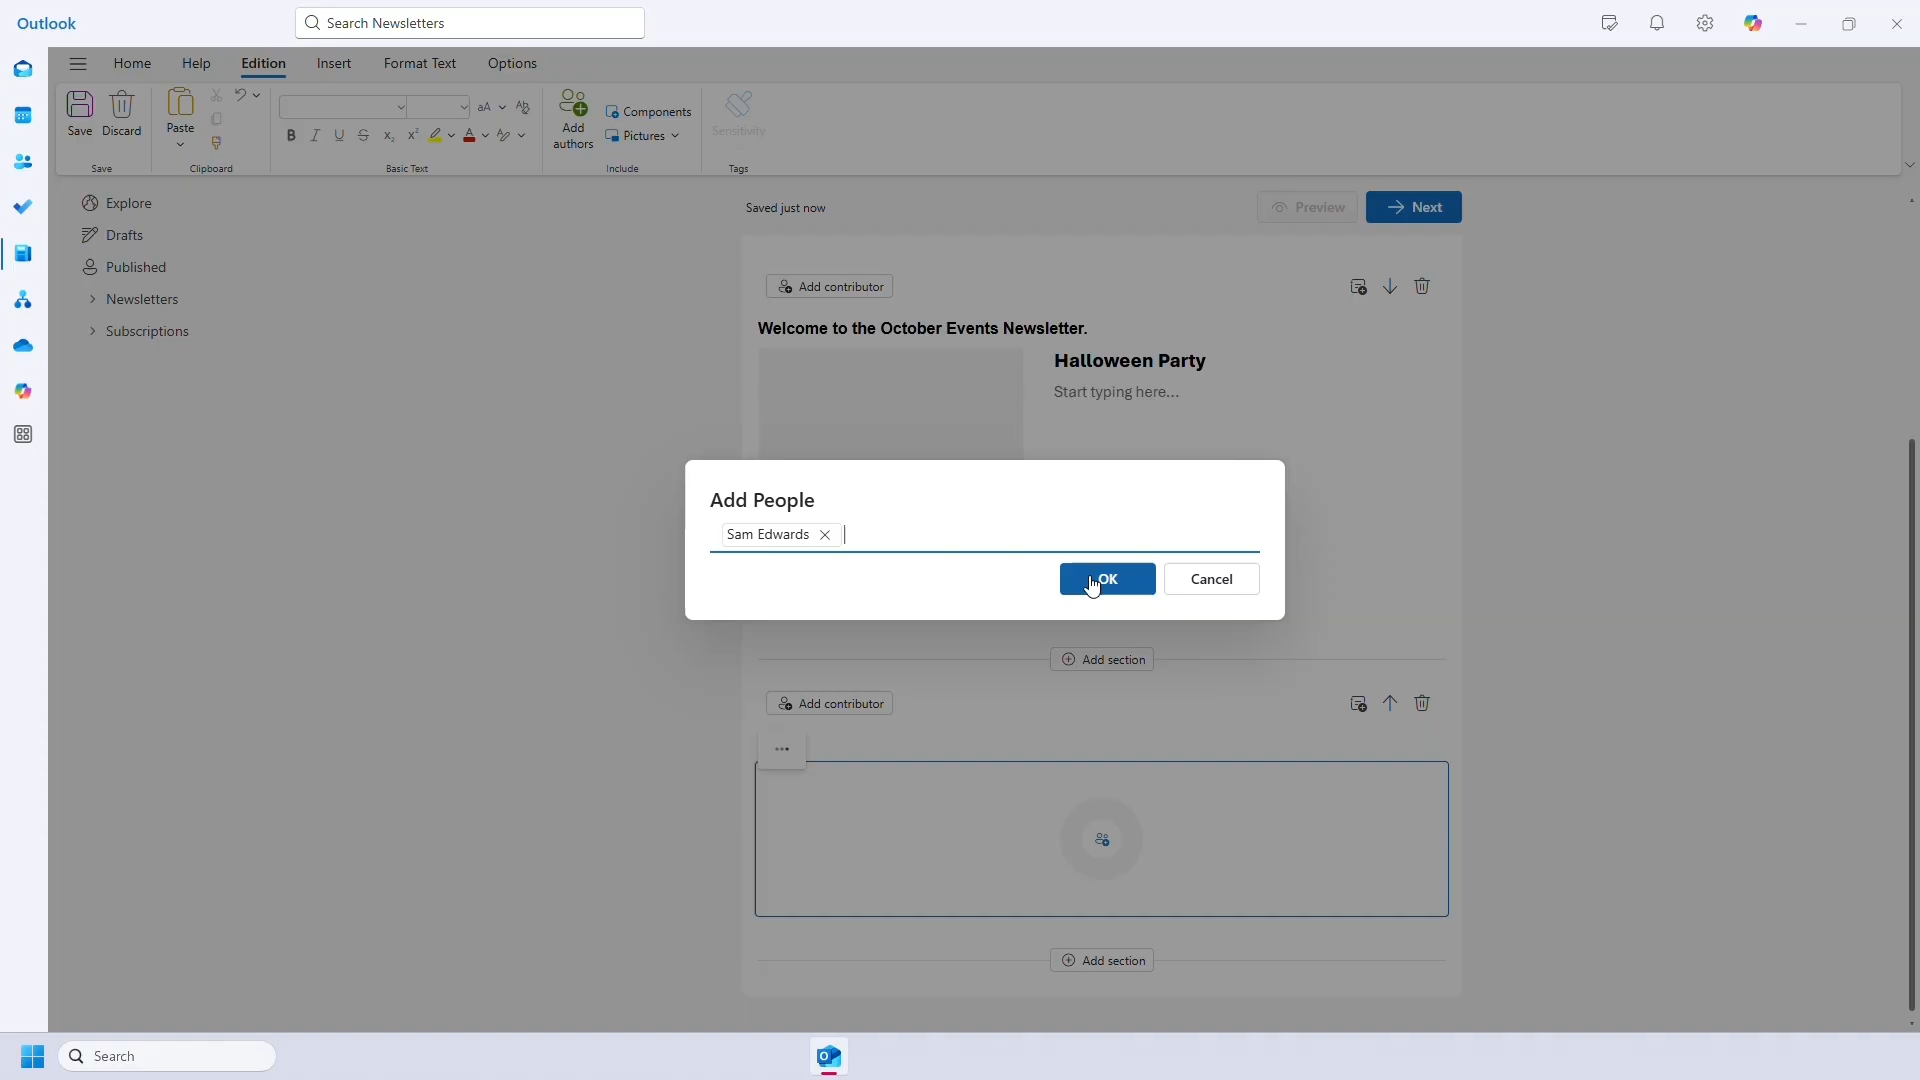 Outlook
Search Newsletters
Home Help Edition Insert Format Text Options
Save Discard
Paste
Add authors
Components
Pictures
Sensitivity
Save Clipboard Basic Text Include Tags
Explore
Drafts
Published
Newsletters
Subscriptions
Saved just now
Preview
Next
Add contributor
Welcome to the October Events Newsletter.
Halloween Party
Start typing here...
Add People
Sam Edwards
OK
Cancel
Add section
Add contributor
Add section
Search